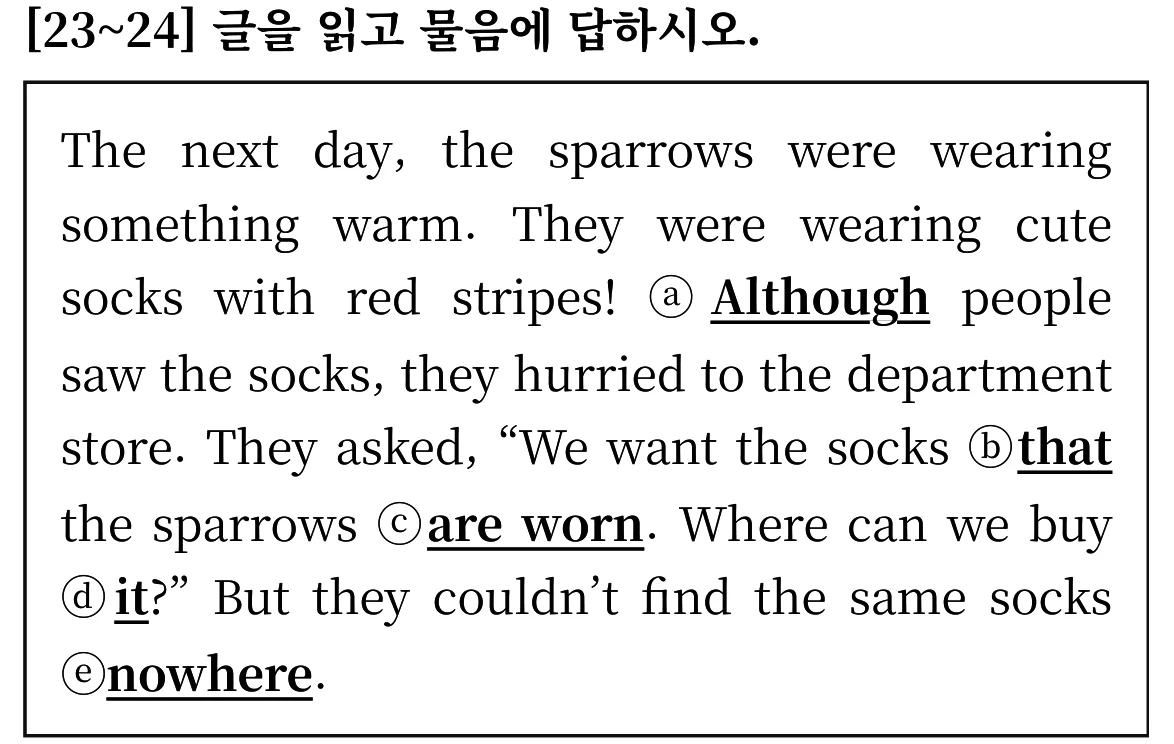 [23~24] 글을 읽고 물음에 답하시오.
The next day, the sparrows were wearing
something warm. They were wearing cute
socks with red stripes! ⓐ Although people
saw the socks, they hurried to the department
store. They asked, “We want the socks ⓑthat
the sparrows ⓒare worn. Where can we buy
ⓓit?” But they couldn’t find the same socks
ⓔnowhere.